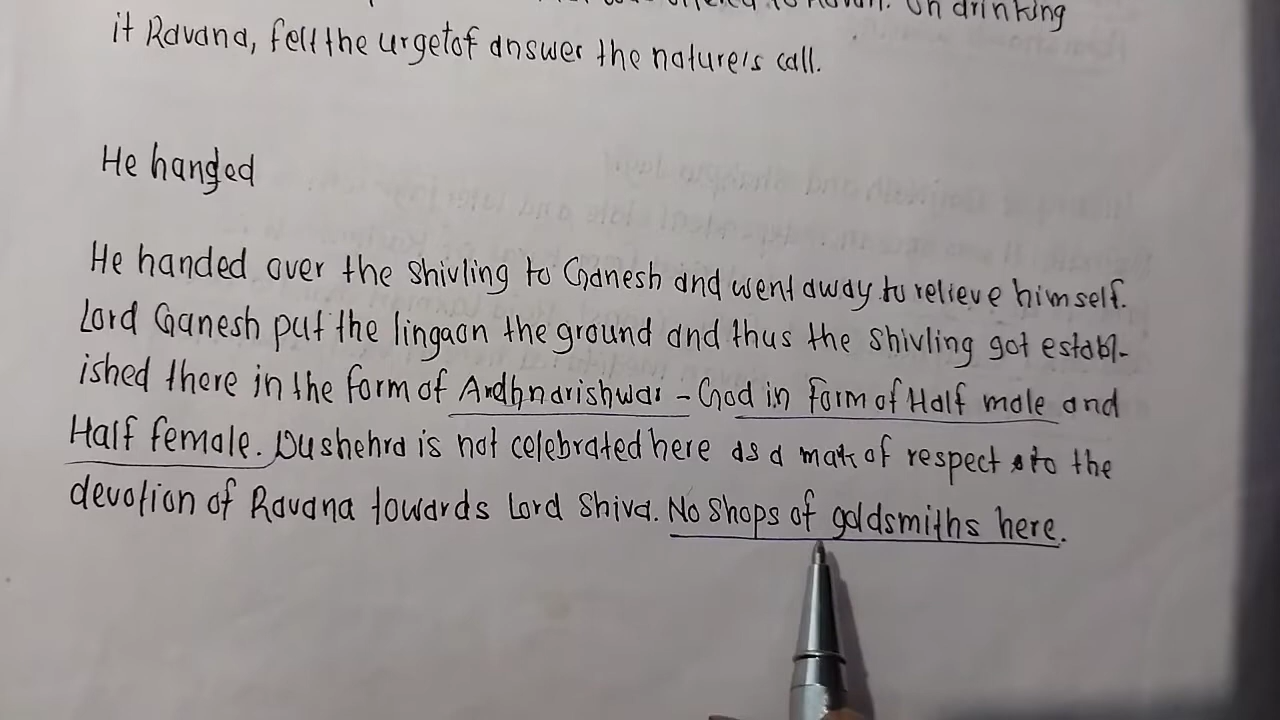 it Ravana, fell the urgetof answer the nature's call.
He handed
He handed over the shivling to Ganesh and went away to relieve himself.
Lord Ganesh put the lingaon the ground and thus the shivling got establ-
ished there in the form of Ardhnarishwar - God in Form of Half male and
Half female. Dushehra is not celebrated here as a mark of respect to the
devotion of Ravana towards Lord Shiva. No Shops of goldsmiths here.